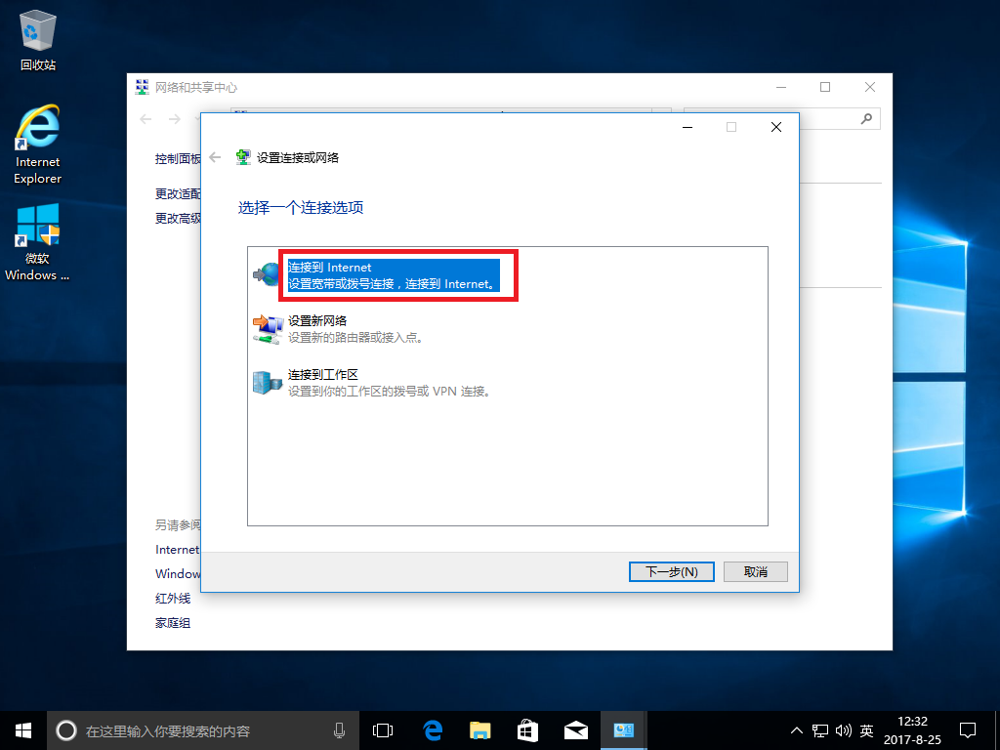 回收站
Internet
Explorer
微软
Windows ...
网络和共享中心
控制面板
更改适配
更改高级
设置连接或网络
选择一个连接选项
连接到 Internet
设置宽带或拨号连接，连接到 Internet。
设置新网络
设置新的路由器或接入点。
连接到工作区
设置到你的工作区的拨号或 VPN 连接。
另请参阅
Internet
Window
红外线
家庭组
下一步(N)
取消
在这里输入你要搜索的内容
英
12:32
2017-8-25